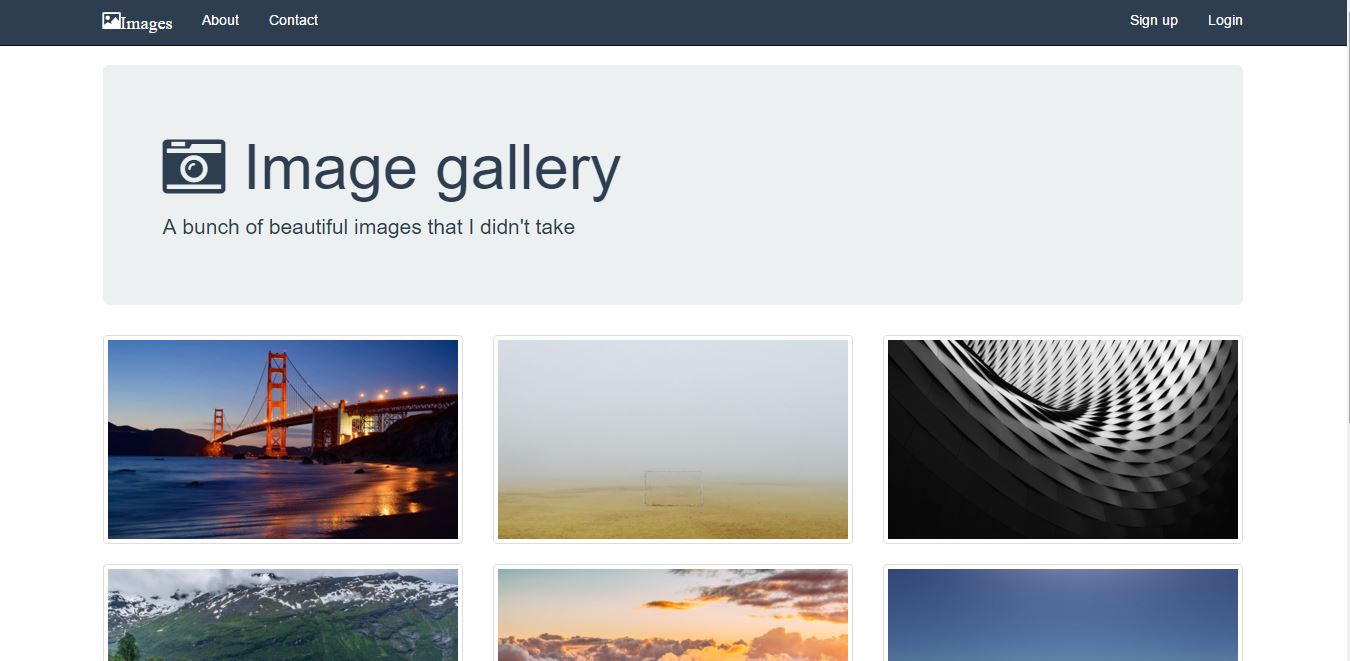 Images About Contact Sign up Login
Image gallery
A bunch of beautiful images that I didn't take